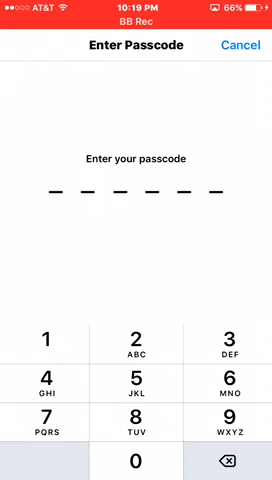 AT&T 10:19 PM 66%
BB Rec
Enter Passcode Cancel
Enter your passcode
1 2 3
ABC DEF
4 5 6
GHI JKL MNO
7 8 9
PQRS TUV WXYZ
0